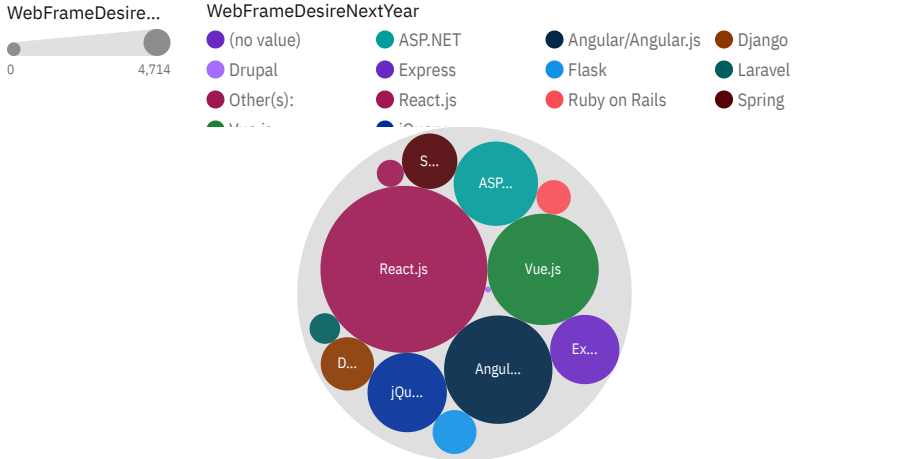 WebFrameDesire...
0 4,714
WebFrameDesireNextYear
(no value) ASP.NET Angular/Angular.js Django
Drupal Express Flask Laravel
Other(s): React.js Ruby on Rails Spring
S...
ASP...
React.js
Vue.js
Ex...
D...
Angul...
jQu...